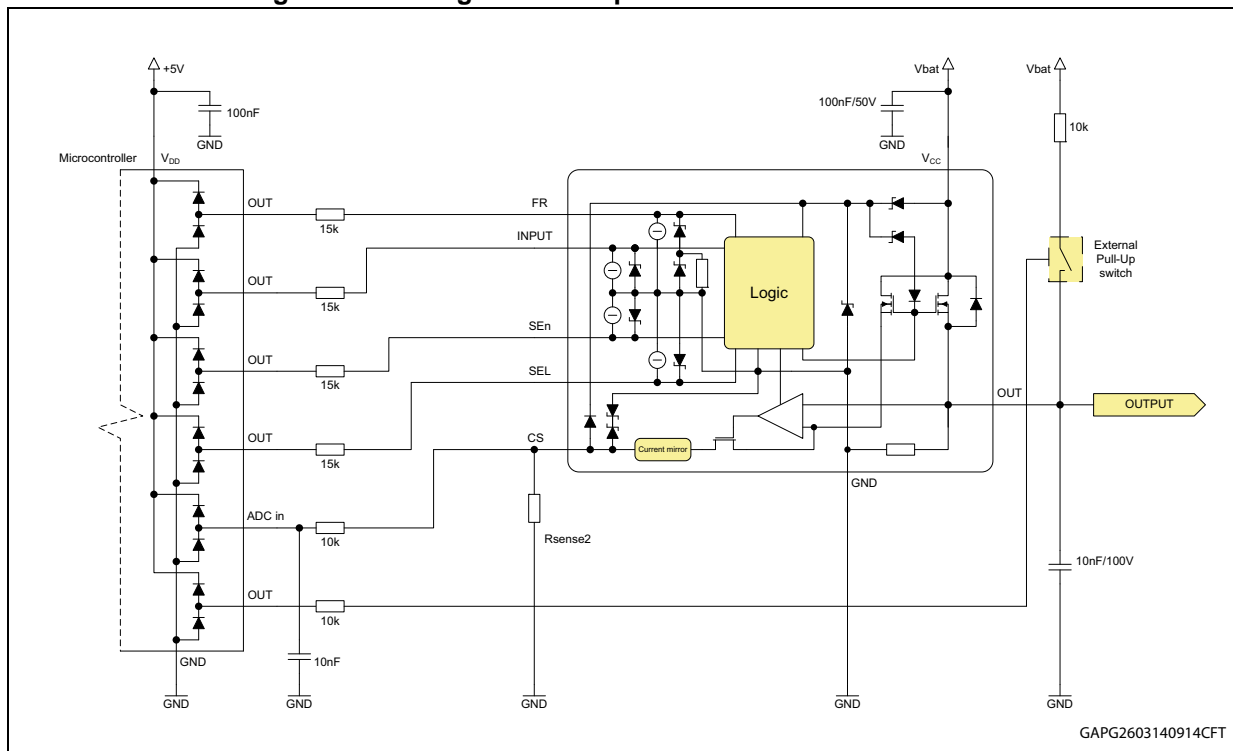 +5V
Vbat
Vbat
100nF
100nF/50V
10k
GND
GND
Microcontroller
VDD
VCC
OUT
FR
15k
INPUT
OUT
15k
External
Pull-Up
switch
Logic
SEn
OUT
15k
SEL
OUT
OUTPUT
OUT
CS
Current mirror
15k
GND
ADC in
10k
Rsense2
10nF/100V
OUT
10k
GND
10nF
GND
GND
GND
GND
GND
GAPG2603140914CFT